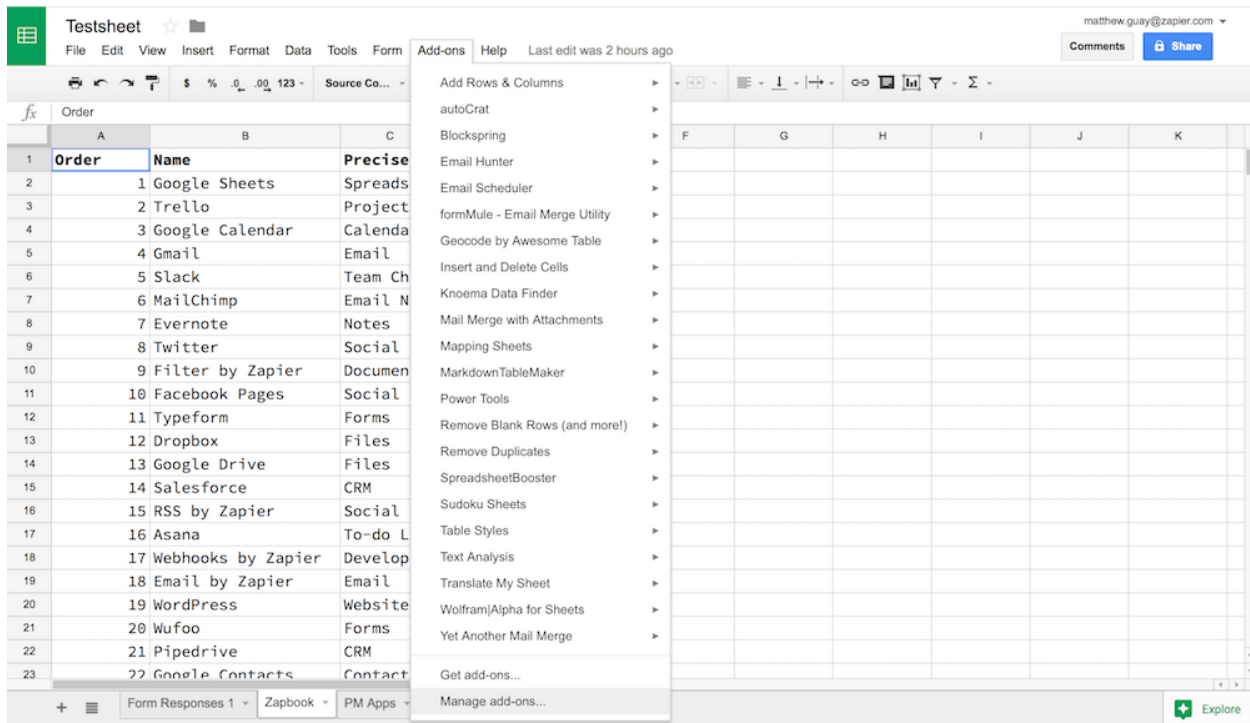 Testsheet
matthew.guay@zapier.com
File Edit View Insert Format Data Tools Form Add-ons Help Last edit was 2 hours ago
Comments Share
$ % .0 .00 123 Source Co...
fx Order
A B C F G H I J K
1 Order Name Precise
2 1 Google Sheets Spreads
3 2 Trello Project
4 3 Google Calendar Calenda
5 4 Gmail Email
6 5 Slack Team Ch
7 6 MailChimp Email N
8 7 Evernote Notes
9 8 Twitter Social
10 9 Filter by Zapier Documen
11 10 Facebook Pages Social
12 11 Typeform Forms
13 12 Dropbox Files
14 13 Google Drive Files
15 14 Salesforce CRM
16 15 RSS by Zapier Social
17 16 Asana To-do L
18 17 Webhooks by Zapier Develop
19 18 Email by Zapier Email
20 19 WordPress Website
21 20 Wufoo Forms
22 21 Pipedrive CRM
23 22 Google Contacts Contact
Add Rows & Columns
autoCrat
Blockspring
Email Hunter
Email Scheduler
formMule - Email Merge Utility
Geocode by Awesome Table
Insert and Delete Cells
Knoema Data Finder
Mail Merge with Attachments
Mapping Sheets
MarkdownTableMaker
Power Tools
Remove Blank Rows (and more!)
Remove Duplicates
SpreadsheetBooster
Sudoku Sheets
Table Styles
Text Analysis
Translate My Sheet
Wolfram|Alpha for Sheets
Yet Another Mail Merge
Get add-ons...
Manage add-ons...
Form Responses 1 Zapbook PM Apps
Explore